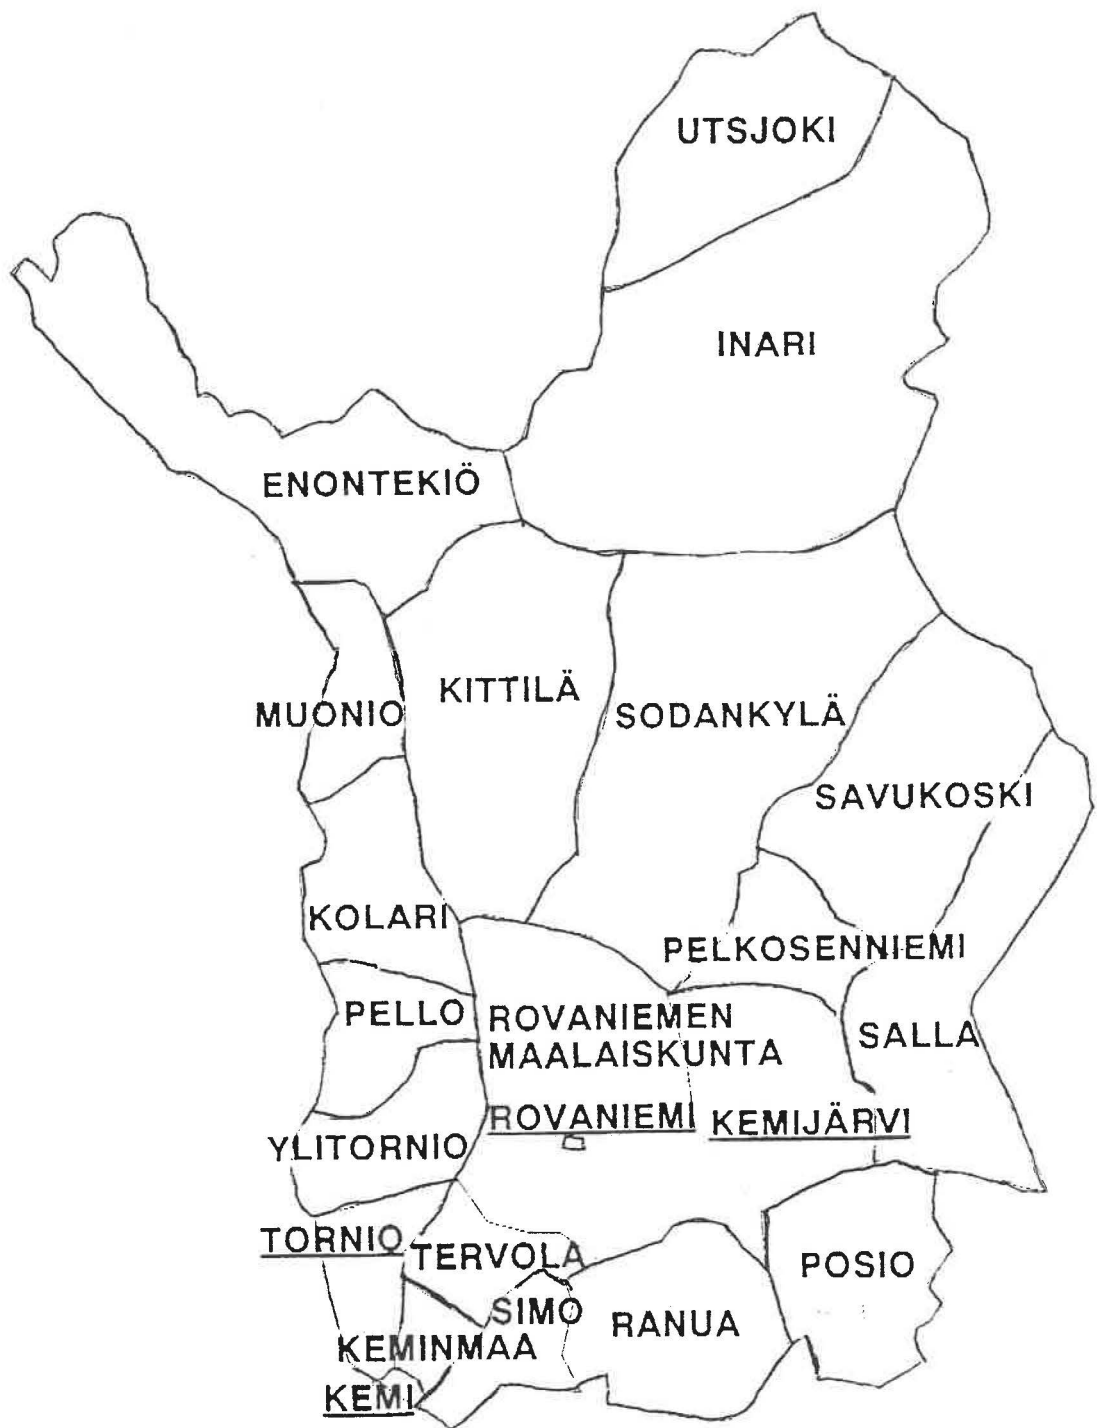 UTSJOKI
INARI
ENONTEKIÖ
KITTILÄ
MUONIO
SODANKYLÄ
SAVUKOSKI
KOLARI
PELKOSENNIEMI
PELLO
ROVANIEMEN
MAALAISKUNTA
SALLA
ROVANIEMI
KEMIJÄRVI
YLITORNIO
TORNIO
TERVOLA
POSIO
SIMO
RANUA
KEMINMAA
KEMI